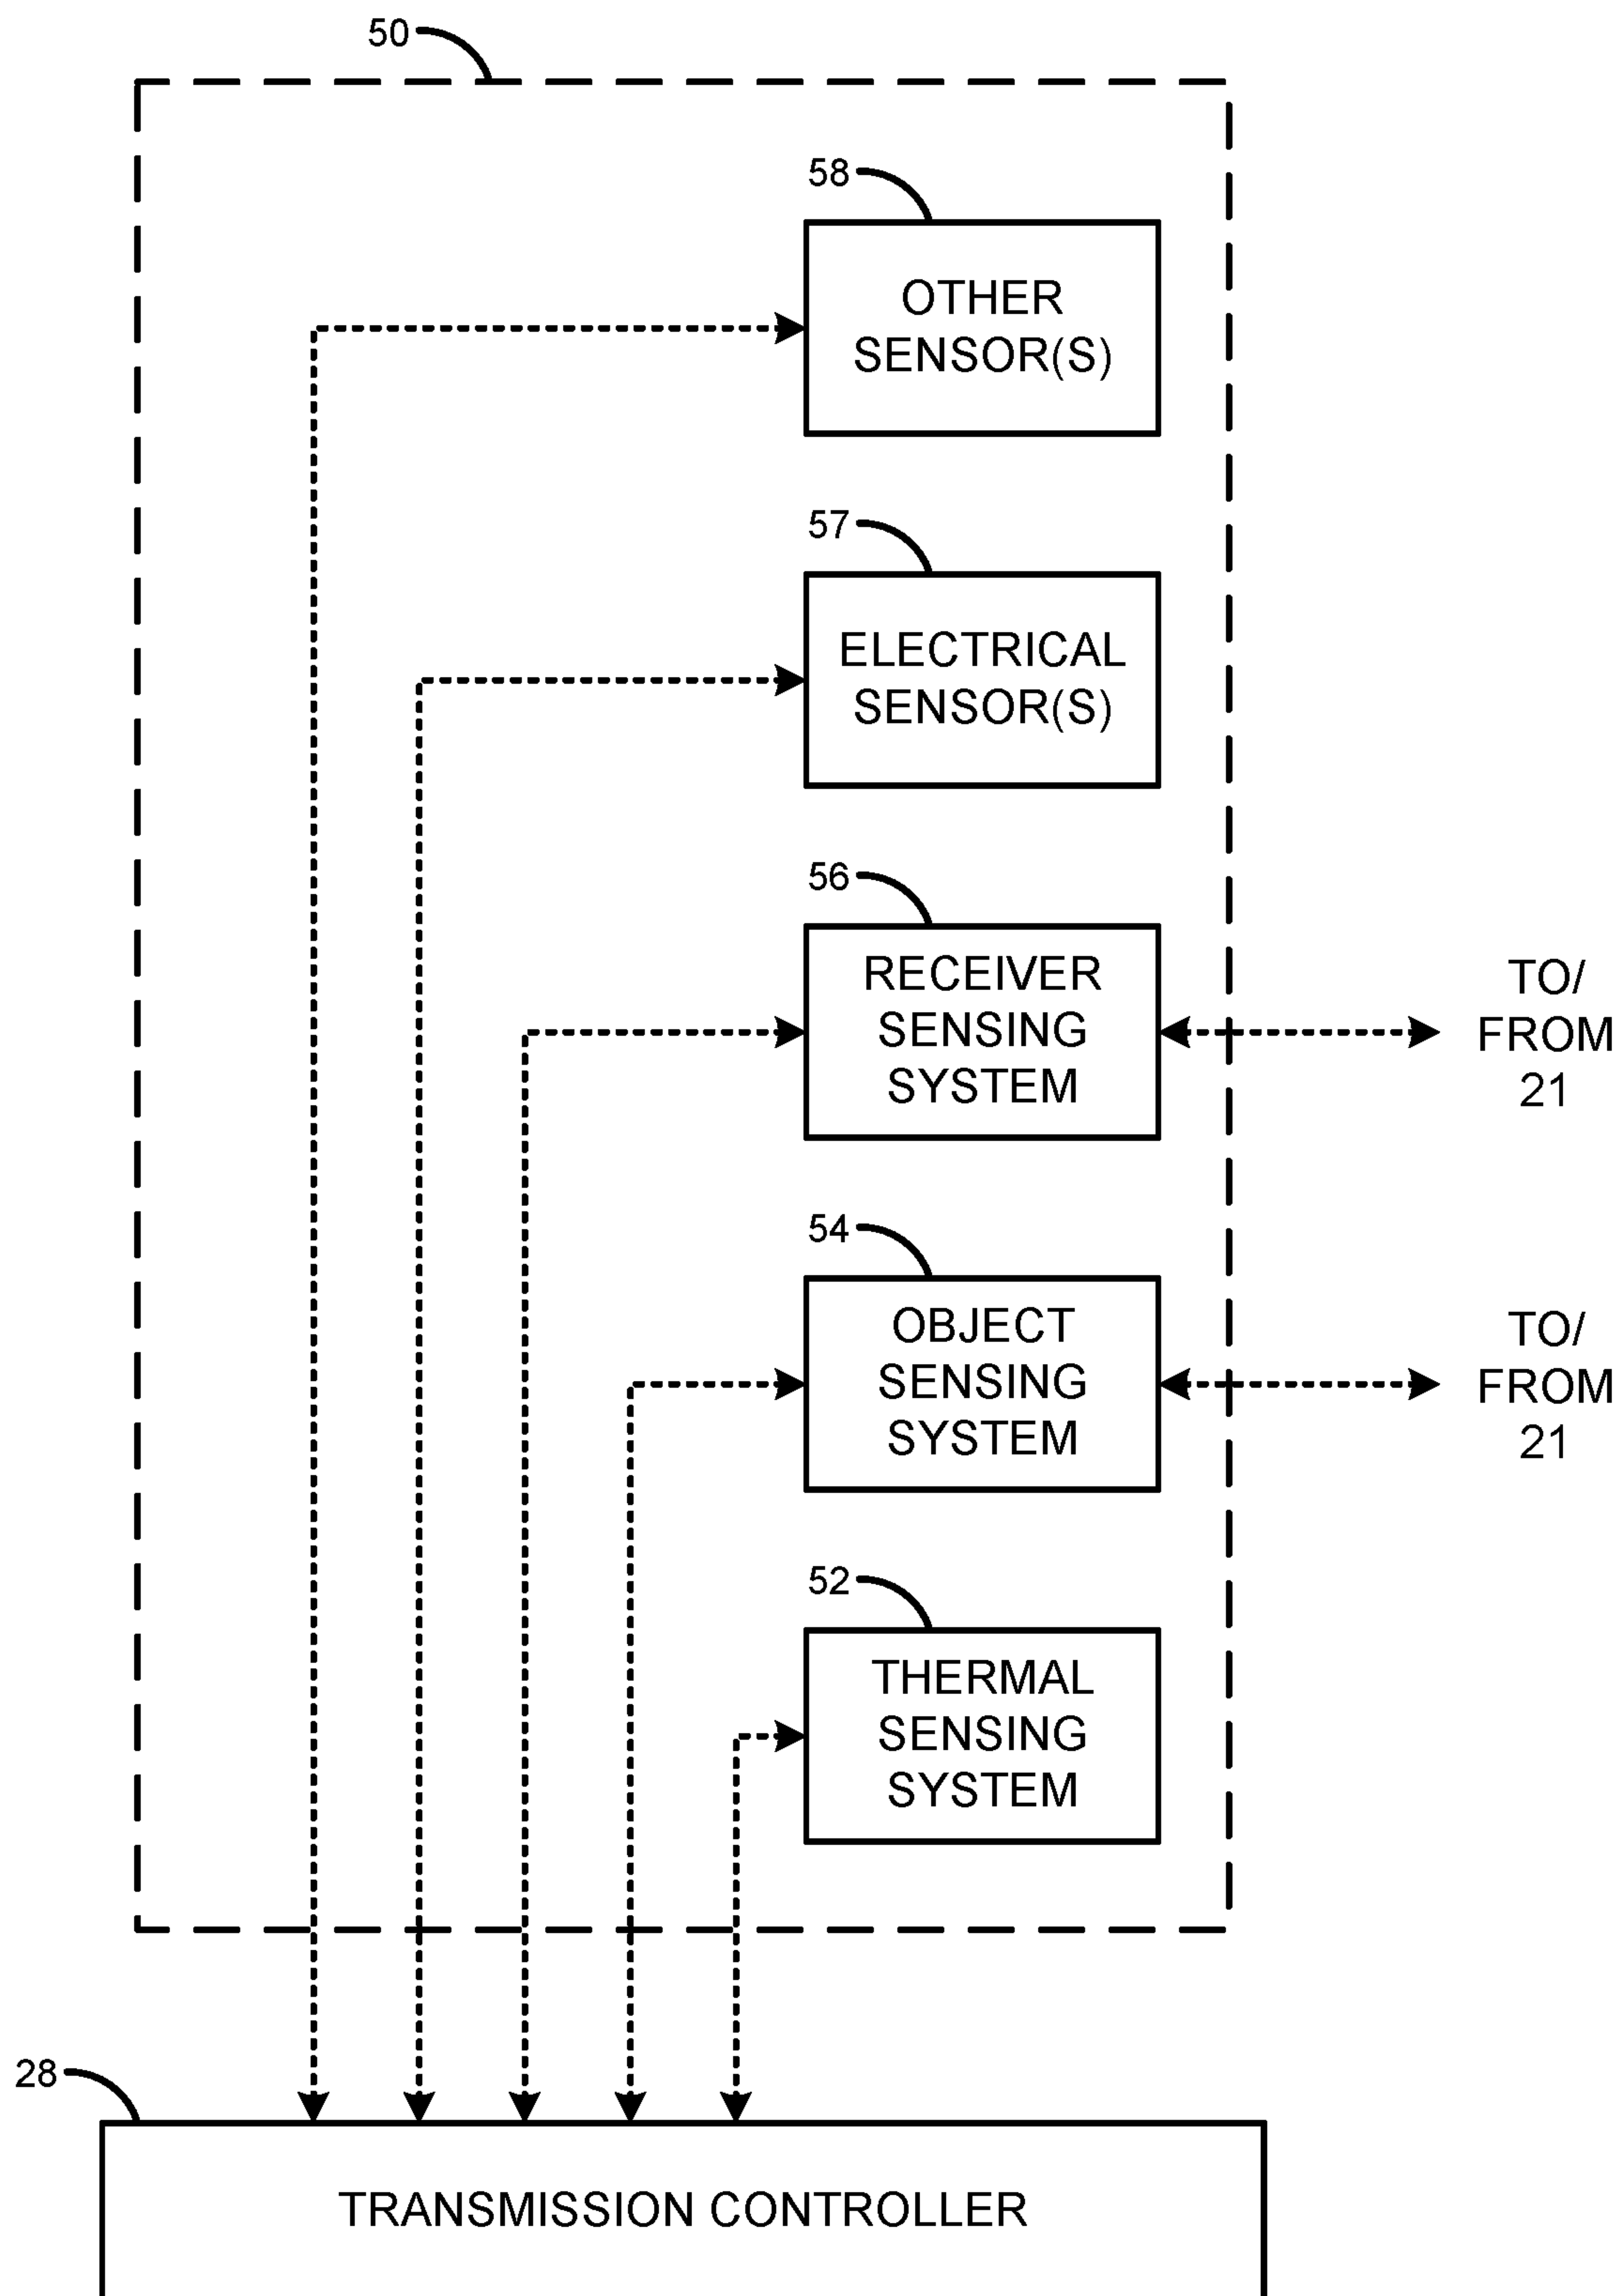 50
58
OTHER
SENSOR(S)
57
ELECTRICAL
SENSOR(S)
56
RECEIVER
SENSING
SYSTEM
TO/
FROM
21
54
OBJECT
SENSING
SYSTEM
TO/
FROM
21
52
THERMAL
SENSING
SYSTEM
28
TRANSMISSION CONTROLLER